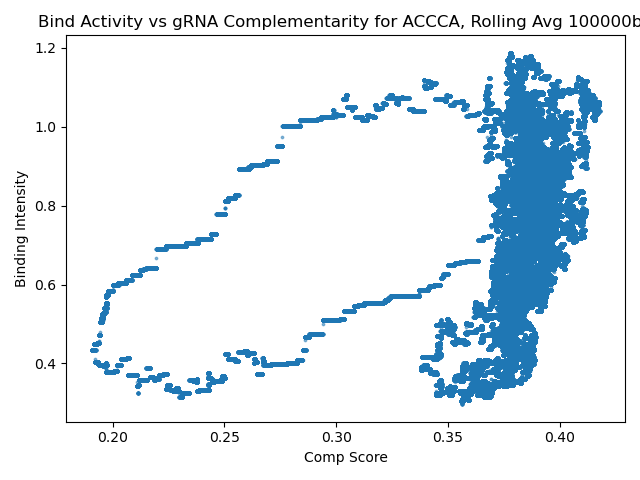 Bind Activity vs gRNA Complementarity for ACCCA, Rolling Avg 100000b
1.2
1.0
0.8
0.6
0.4
Binding Intensity
0.20 0.25 0.30 0.35 0.40
Comp Score